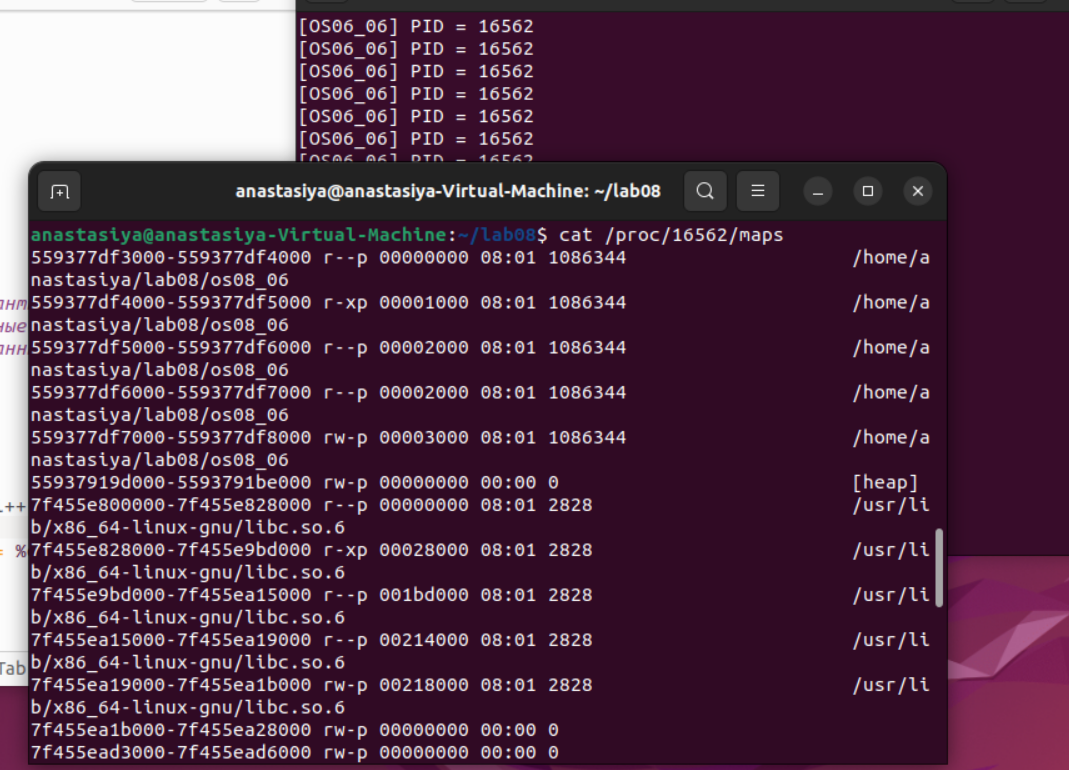 [OS06_06] PID = 16562
[OS06_06] PID = 16562
[OS06_06] PID = 16562
[OS06_06] PID = 16562
[OS06_06] PID = 16562
[OS06_06] PID = 16562
[OS06_06] PID = 16562
anastasiya@anastasiya-Virtual-Machine: ~/lab08
anastasiya@anastasiya-Virtual-Machine:~/lab08$ cat /proc/16562/maps
559377df3000-559377df4000 r--p 00000000 08:01 1086344 /home/a
nastasiya/lab08/os08_06
559377df4000-559377df5000 r-xp 00001000 08:01 1086344 /home/a
nastasiya/lab08/os08_06
559377df5000-559377df6000 r--p 00002000 08:01 1086344 /home/a
nastasiya/lab08/os08_06
559377df6000-559377df7000 r--p 00002000 08:01 1086344 /home/a
nastasiya/lab08/os08_06
559377df7000-559377df8000 rw-p 00003000 08:01 1086344 /home/a
nastasiya/lab08/os08_06
55937919d000-5593791be000 rw-p 00000000 00:00 0 [heap]
7f455e800000-7f455e828000 r--p 00000000 08:01 2828 /usr/li
b/x86_64-linux-gnu/libc.so.6
7f455e828000-7f455e9bd000 r-xp 00028000 08:01 2828 /usr/li
b/x86_64-linux-gnu/libc.so.6
7f455e9bd000-7f455ea15000 r--p 001bd000 08:01 2828 /usr/li
b/x86_64-linux-gnu/libc.so.6
7f455ea15000-7f455ea19000 r--p 00214000 08:01 2828 /usr/li
b/x86_64-linux-gnu/libc.so.6
7f455ea19000-7f455ea1b000 rw-p 00218000 08:01 2828 /usr/li
b/x86_64-linux-gnu/libc.so.6
7f455ea1b000-7f455ea28000 rw-p 00000000 00:00 0
7f455ead3000-7f455ead6000 rw-p 00000000 00:00 0
++
= %
Tab